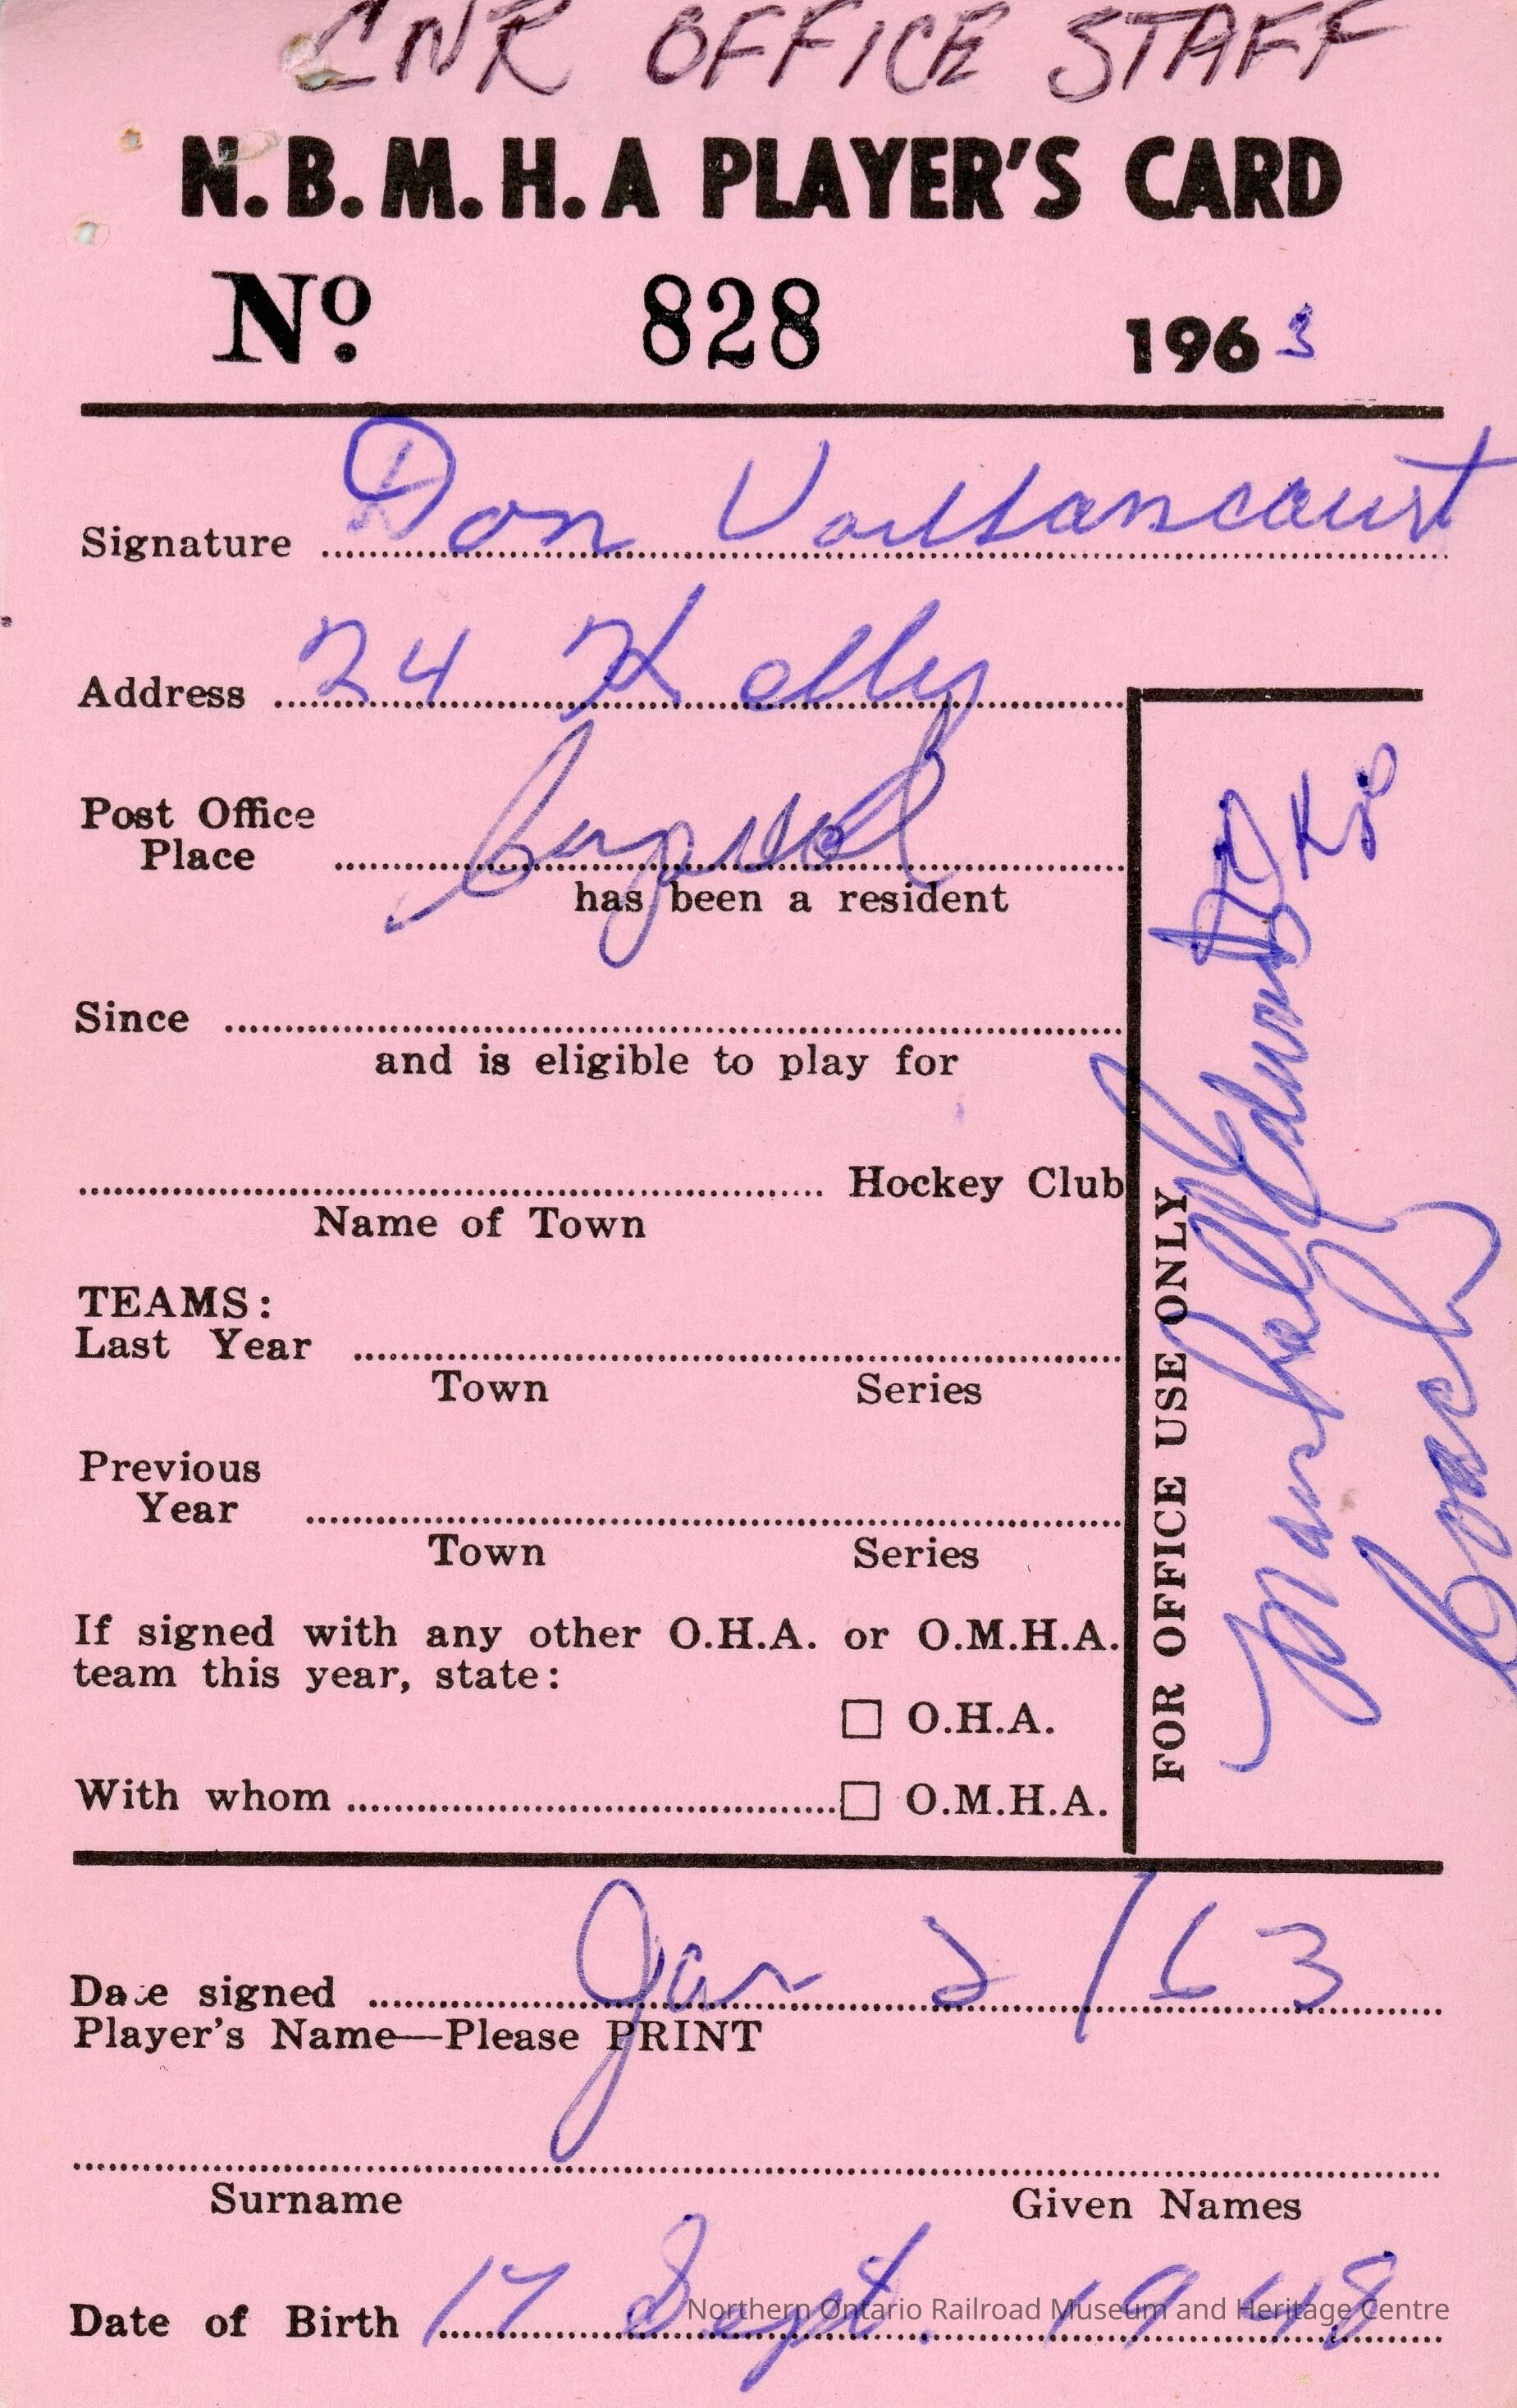 CNR OFFICE STAFF
N.B.M.H.A PLAYER'S CARD
Nº 828 1963
Signature Don Vaillancourt
Address 24 Kelly
Post Office
Place Capreol
has been a resident
Since
and is eligible to play for
Hockey Club
Name of Town
TEAMS:
Last Year
Town Series
Previous
Year
Town Series
If signed with any other O.H.A. or O.M.H.A.
team this year, state:
O.H.A.
With whom O.M.H.A.
FOR OFFICE USE ONLY
Marshall Edwards
Coach
Date signed Jan 2/63
Player's Name—Please PRINT
Surname Given Names
Date of Birth 17 Sept. 1948
Northern Ontario Railroad Museum and Heritage Centre